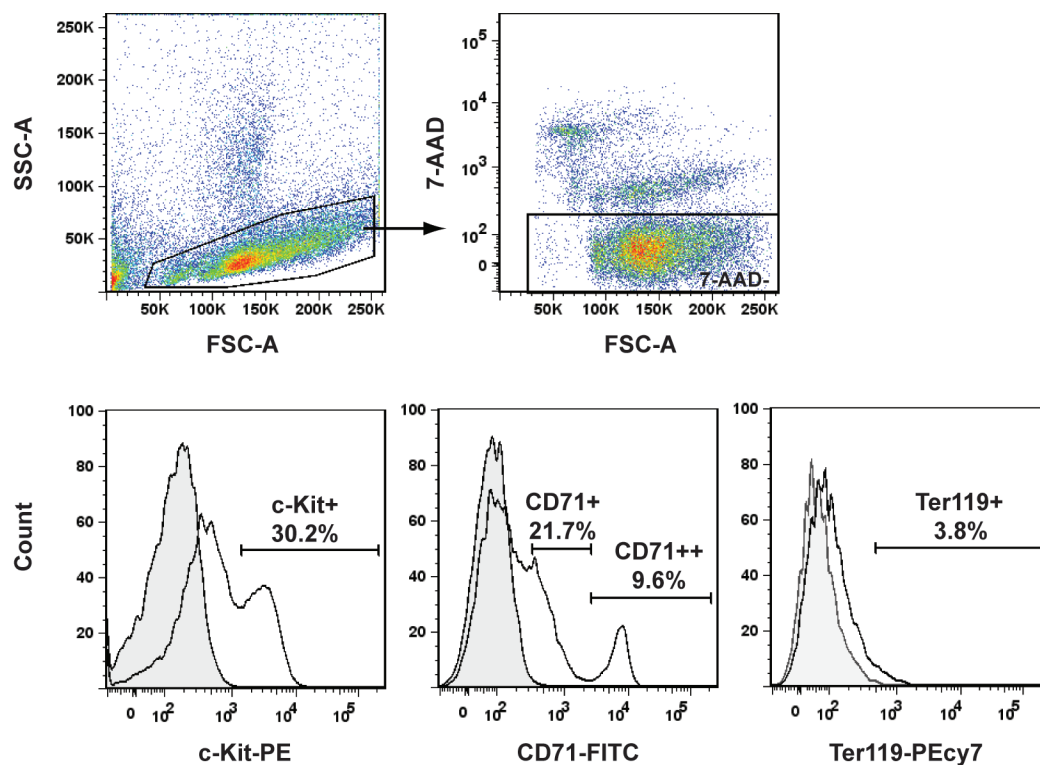 250K
200K
150K
100K
50K
SSC-A
50K 100K 150K 200K 250K
FSC-A
10^5
10^4
10^3
10^2
0
7-AAD
7-AAD-
50K 100K 150K 200K 250K
FSC-A
100
80
60
40
20
Count
c-Kit+
30.2%
0 10^2 10^3 10^4 10^5
c-Kit-PE
100
80
60
40
20
CD71+
21.7%
CD71++
9.6%
0 10^2 10^3 10^4 10^5
CD71-FITC
100
80
60
40
20
Ter119+
3.8%
0 10^2 10^3 10^4 10^5
Ter119-PEcy7